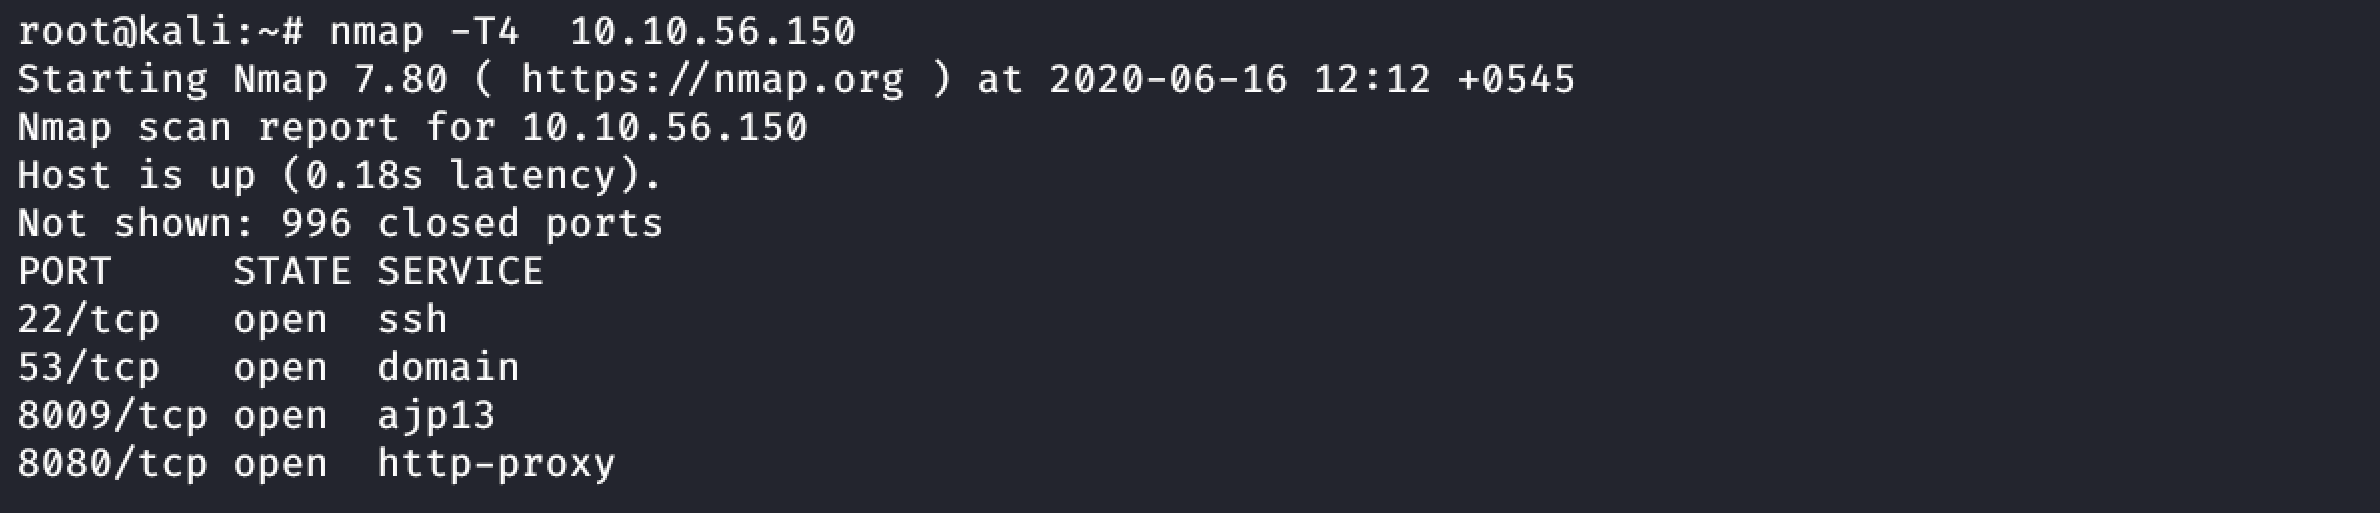 root@kali:~# nmap -T4  10.10.56.150
Starting Nmap 7.80 ( https://nmap.org ) at 2020-06-16 12:12 +0545
Nmap scan report for 10.10.56.150
Host is up (0.18s latency).
Not shown: 996 closed ports
PORT     STATE SERVICE
22/tcp   open  ssh
53/tcp   open  domain
8009/tcp open  ajp13
8080/tcp open  http-proxy